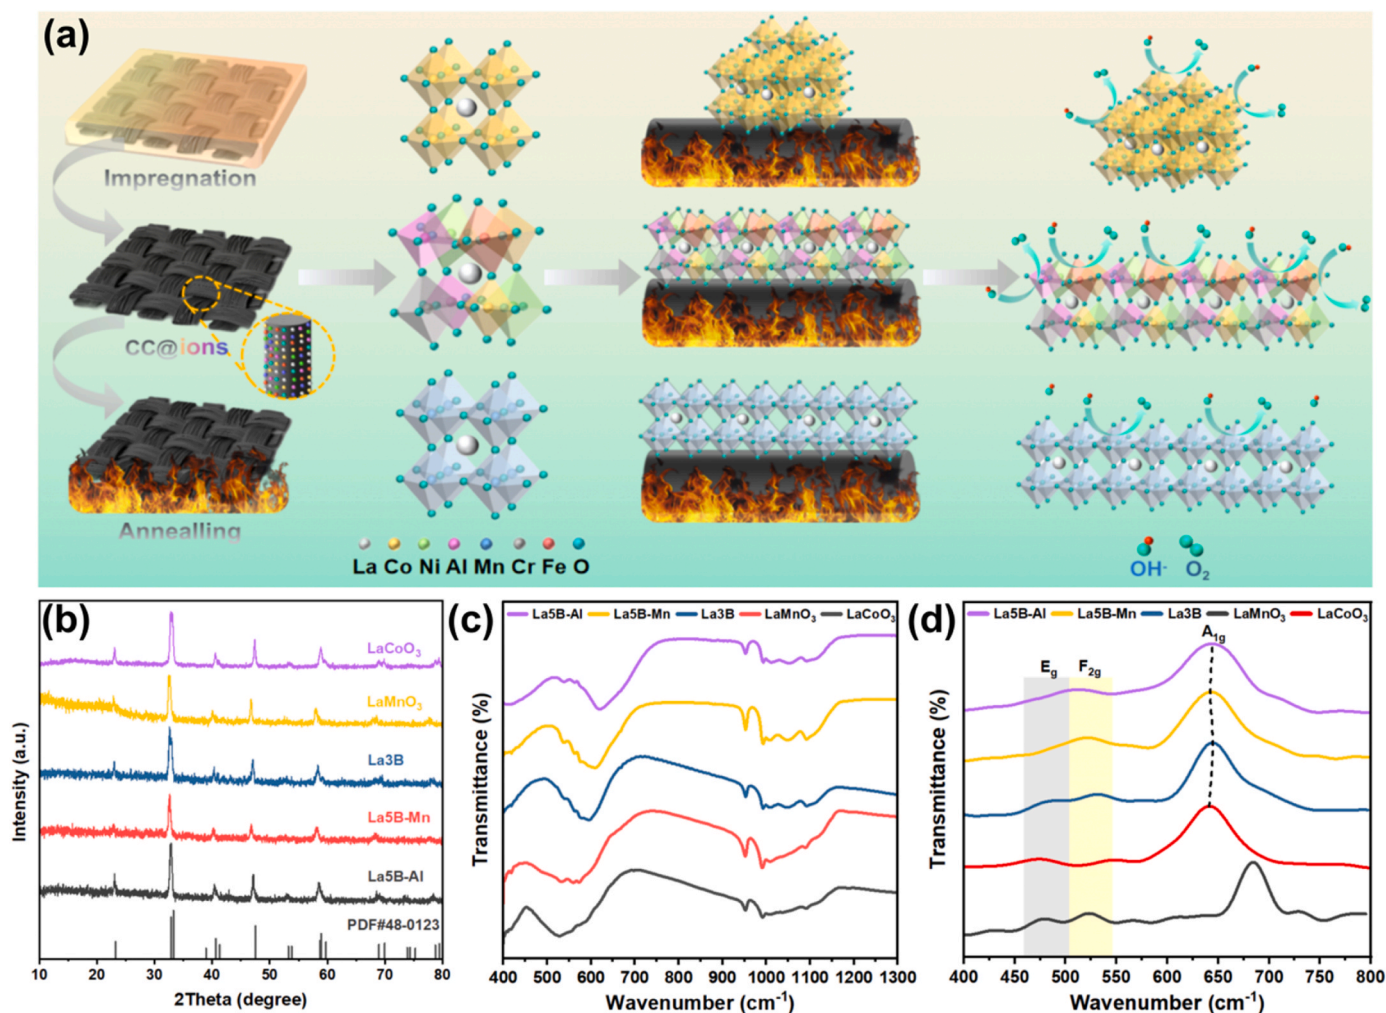 (a)
Impregnation
CC@ions
Annealling
La Co Ni Al Mn Cr Fe O
OH- O2
(b)
LaCoO3
LaMnO3
La3B
La5B-Mn
La5B-Al
PDF#48-0123
Intensity (a.u.)
10 20 30 40 50 60 70 80
2Theta (degree)
(c)
La5B-Al La5B-Mn La3B LaMnO3 LaCoO3
Transmittance (%)
400 500 600 700 800 900 1000 1100 1200 1300
Wavenumber (cm-1)
(d)
La5B-Al La5B-Mn La3B LaMnO3 LaCoO3
A1g
Eg F2g
Transmittance (%)
400 450 500 550 600 650 700 750 800
Wavenumber (cm-1)